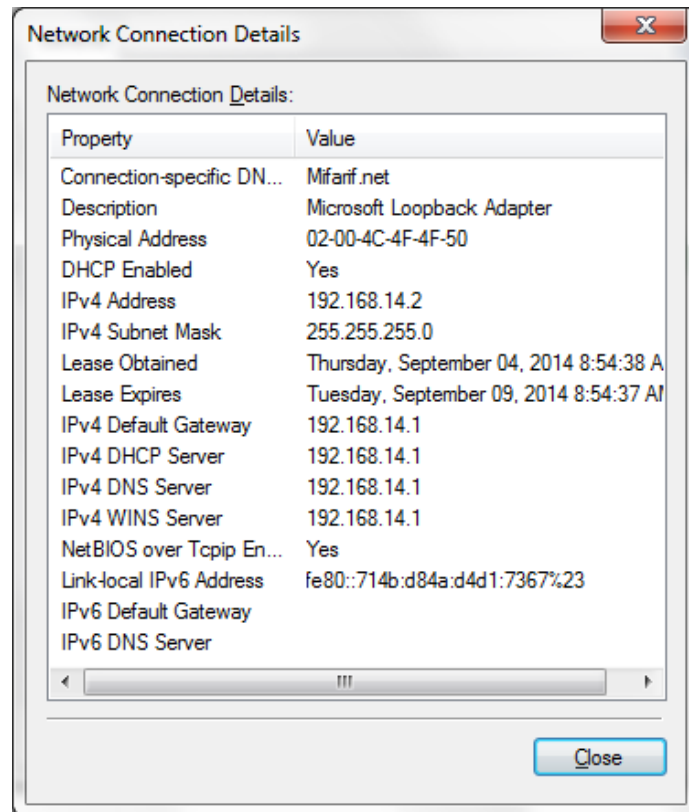 Network Connection Details
Network Connection Details:
Property Value
Connection-specific DN... Mifarif.net
Description Microsoft Loopback Adapter
Physical Address 02-00-4C-4F-4F-50
DHCP Enabled Yes
IPv4 Address 192.168.14.2
IPv4 Subnet Mask 255.255.255.0
Lease Obtained Thursday, September 04, 2014 8:54:38 A
Lease Expires Tuesday, September 09, 2014 8:54:37 AM
IPv4 Default Gateway 192.168.14.1
IPv4 DHCP Server 192.168.14.1
IPv4 DNS Server 192.168.14.1
IPv4 WINS Server 192.168.14.1
NetBIOS over Tcpip En... Yes
Link-local IPv6 Address fe80::714b:d84a:d4d1:7367%23
IPv6 Default Gateway
IPv6 DNS Server
Close